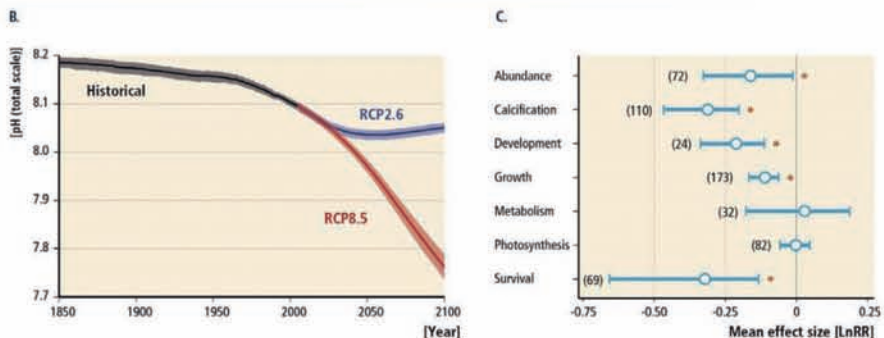 B.
[pH (total scale)]
8.2
8.1
8.0
7.9
7.8
7.7
Historical
RCP2.6
RCP8.5
1850
1900
1950
2000
2050
2100
[Year]
C.
Abundance
(72)
Calcification
(110)
Development
(24)
Growth
(173)
Metabolism
(32)
Photosynthesis
(82)
Survival
(69)
-0.75
-0.50
-0.25
0
0.25
Mean effect size [LnRR]